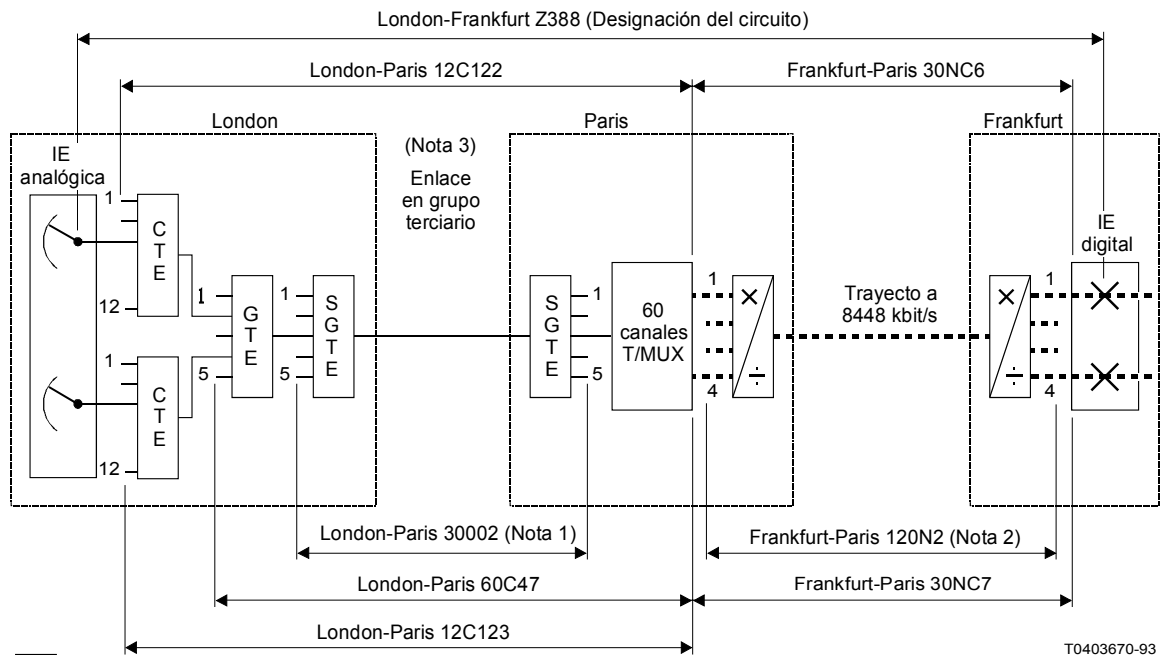 London-Frankfurt Z388 (Designación del circuito)
London-Paris 12C122
Frankfurt-Paris 30NC6
London
Paris
Frankfurt
IE
analógica
(Nota 3)
Enlace
en grupo
terciario
IE
digital
1
12
C
T
E
1
12
C
T
E
1
5
G
T
E
1
5
S
G
T
E
S
G
T
E
1
5
60
canales
T/MUX
1
4
×
÷
Trayecto a
8448 kbit/s
×
÷
1
4
London-Paris 30002 (Nota 1)
Frankfurt-Paris 120N2 (Nota 2)
London-Paris 60C47
Frankfurt-Paris 30NC7
London-Paris 12C123
T0403670-93